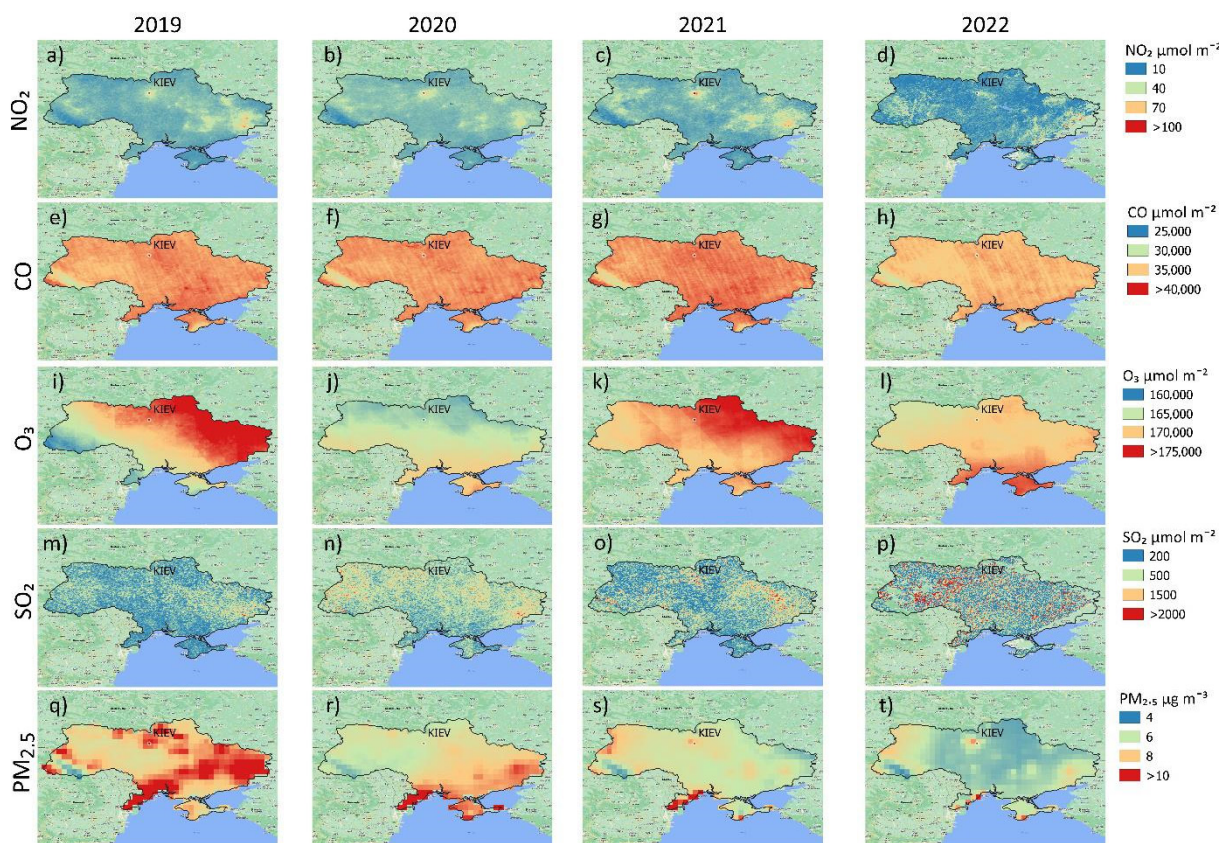 2019 2020 2021 2022
NO₂
a) KIEV
b) KIEV
c) KIEV
d) KIEV
NO₂ µmol m⁻²
10
40
70
>100
CO
e) KIEV
f) KIEV
g) KIEV
h) KIEV
CO µmol m⁻²
25,000
30,000
35,000
>40,000
O₃
i) KIEV
j) KIEV
k) KIEV
l) KIEV
O₃ µmol m⁻²
160,000
165,000
170,000
>175,000
SO₂
m) KIEV
n) KIEV
o) KIEV
p) KIEV
SO₂ µmol m⁻²
200
500
1500
>2000
PM₂.₅
q) KIEV
r) KIEV
s) KIEV
t) KIEV
PM₂.₅ µg m⁻³
4
6
8
>10